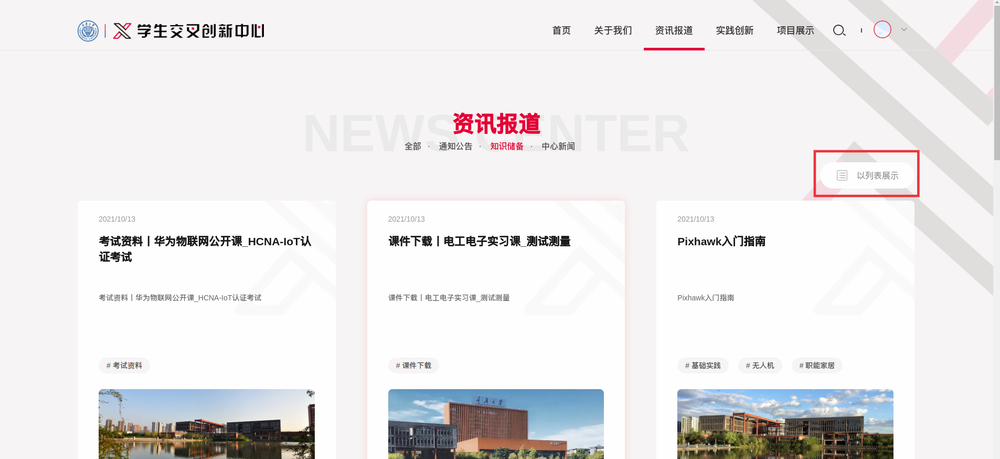 学生交叉创新中心
首页 关于我们 资讯报道 实践创新 项目展示
NEWS CENTER
资讯报道
全部 · 通知公告 · 知识储备 · 中心新闻
以列表展示
2021/10/13
考试资料丨华为物联网公开课_HCNA-IoT认
证考试
考试资料丨华为物联网公开课_HCNA-IoT认证考试
# 考试资料
2021/10/13
课件下载丨电工电子实习课_测试测量
课件下载丨电工电子实习课_测试测量
# 课件下载
2021/10/13
Pixhawk入门指南
Pixhawk入门指南
# 基础实践 # 无人机 # 职能家居